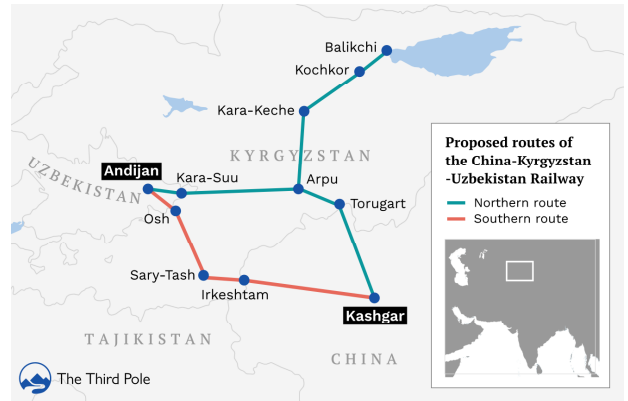 Balikchi
Kochkor
Kara-Keche
KYRGYZSTAN
UZBEKISTAN
Andijan
Kara-Suu
Arpu
Torugart
Osh
Sary-Tash
Irkeshtam
Kashgar
TAJIKISTAN
CHINA
The Third Pole
Proposed routes of
the China-Kyrgyzstan
-Uzbekistan Railway
Northern route
Southern route